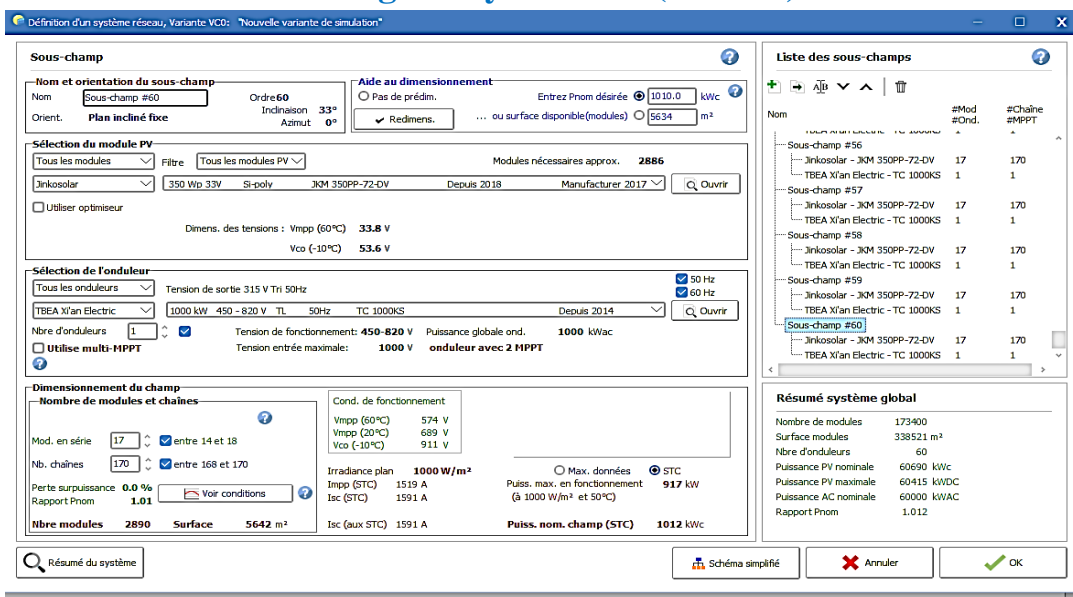 Définition d'un système réseau, Variante VC0: "Nouvelle variante de simulation"
Sous-champ
Nom et orientation du sous-champ
Nom Sous-champ #60 Ordre 60
Inclinaison 33°
Orient. Plan incliné fixe Azimut 0°
Aide au dimensionnement
Pas de prédim. Entrez Pnom désirée 1010.0 kWc
Redimens. ... ou surface disponible(modules) 5634 m²
Sélection du module PV
Tous les modules Filtre Tous les modules PV Modules nécessaires approx. 2886
Jinkosolar 350 Wp 33V Si-poly JKM 350PP-72-DV Depuis 2018 Manufacturer 2017 Ouvrir
Utiliser optimiseur
Dimens. des tensions : Vmpp (60°C) 33.8 V
Vco (-10°C) 53.6 V
Sélection de l'onduleur
Tous les onduleurs Tension de sortie 315 V Tri 50Hz
50 Hz
60 Hz
TBEA Xi'an Electric 1000 kW 450 - 820 V TL 50Hz TC 1000KS Depuis 2014 Ouvrir
Nbre d'onduleurs 1 Tension de fonctionnement: 450-820 V Puissance globale ond. 1000 kWac
Utilise multi-MPPT Tension entrée maximale: 1000 V onduleur avec 2 MPPT
Dimensionnement du champ
Nombre de modules et chaînes
Mod. en série 17 entre 14 et 18
Nb. chaînes 170 entre 168 et 170
Perte surpuissance 0.0 %
Rapport Pnom 1.01
Voir conditions
Nbre modules 2890 Surface 5642 m²
Cond. de fonctionnement
Vmpp (60°C) 574 V
Vmpp (20°C) 689 V
Vco (-10°C) 911 V
Irradiance plan 1000 W/m² Max. données STC
Impp (STC) 1519 A Puiss. max. en fonctionnement 917 kW
Isc (STC) 1591 A (à 1000 W/m² et 50°C)
Isc (aux STC) 1591 A Puiss. nom. champ (STC) 1012 kWc
Liste des sous-champs
Nom #Mod #Chaîne
#Ond. #MPPT
TBEA Xi'an Electric - TC 1000KS 1 1
Sous-champ #56
Jinkosolar - JKM 350PP-72-DV 17 170
TBEA Xi'an Electric - TC 1000KS 1 1
Sous-champ #57
Jinkosolar - JKM 350PP-72-DV 17 170
TBEA Xi'an Electric - TC 1000KS 1 1
Sous-champ #58
Jinkosolar - JKM 350PP-72-DV 17 170
TBEA Xi'an Electric - TC 1000KS 1 1
Sous-champ #59
Jinkosolar - JKM 350PP-72-DV 17 170
TBEA Xi'an Electric - TC 1000KS 1 1
Sous-champ #60
Jinkosolar - JKM 350PP-72-DV 17 170
TBEA Xi'an Electric - TC 1000KS 1 1
Résumé système global
Nombre de modules 173400
Surface modules 338521 m²
Nbre d'onduleurs 60
Puissance PV nominale 60690 kWc
Puissance PV maximale 60415 kWDC
Puissance AC nominale 60000 kWAC
Rapport Pnom 1.012
Résumé du système Schéma simplifié Annuler OK